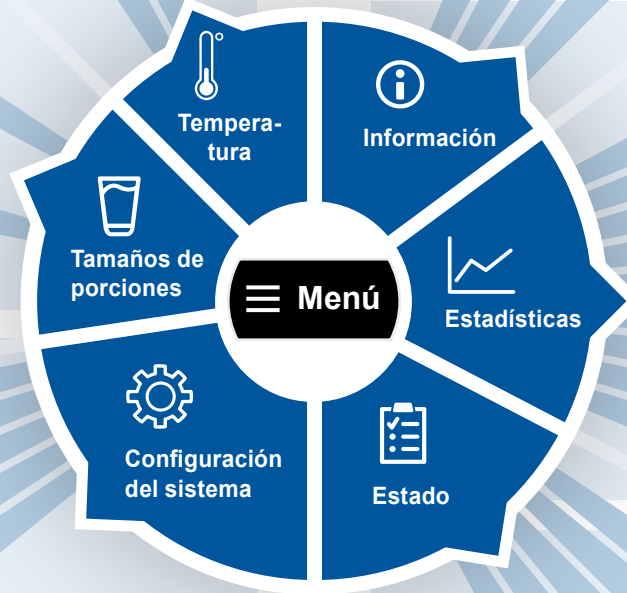 Tempera-
tura
Información
Tamaños de
porciones
Menú
Estadísticas
Configuración
del sistema
Estado